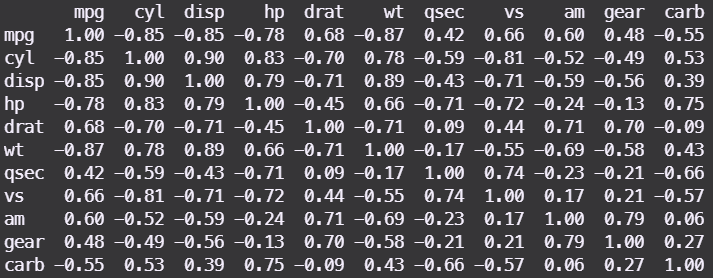 mpg cyl disp hp drat wt qsec vs am gear carb
mpg 1.00 −0.85 −0.85 −0.78 0.68 −0.87 0.42 0.66 0.60 0.48 −0.55
cyl −0.85 1.00 0.90 0.83 −0.70 0.78 −0.59 −0.81 −0.52 −0.49 0.53
disp −0.85 0.90 1.00 0.79 −0.71 0.89 −0.43 −0.71 −0.59 −0.56 0.39
hp −0.78 0.83 0.79 1.00 −0.45 0.66 −0.71 −0.72 −0.24 −0.13 0.75
drat 0.68 −0.70 −0.71 −0.45 1.00 −0.71 0.09 0.44 0.71 0.70 −0.09
wt −0.87 0.78 0.89 0.66 −0.71 1.00 −0.17 −0.55 −0.69 −0.58 0.43
qsec 0.42 −0.59 −0.43 −0.71 0.09 −0.17 1.00 0.74 −0.23 −0.21 −0.66
vs 0.66 −0.81 −0.71 −0.72 0.44 −0.55 0.74 1.00 0.17 0.21 −0.57
am 0.60 −0.52 −0.59 −0.24 0.71 −0.69 −0.23 0.17 1.00 0.79 0.06
gear 0.48 −0.49 −0.56 −0.13 0.70 −0.58 −0.21 0.21 0.79 1.00 0.27
carb −0.55 0.53 0.39 0.75 −0.09 0.43 −0.66 −0.57 0.06 0.27 1.00